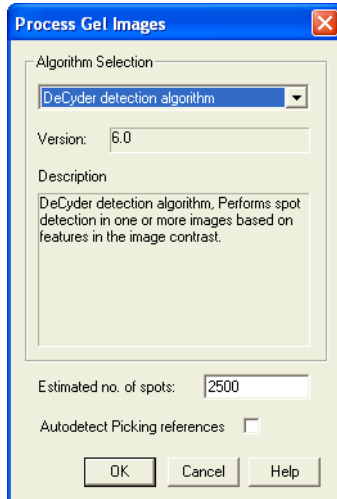 Process Gel Images
Algorithm Selection
DeCyder detection algorithm
Version: 6.0
Description
DeCyder detection algorithm, Performs spot
detection in one or more images based on
features in the image contrast.
Estimated no. of spots: 2500
Autodetect Picking references
OK Cancel Help